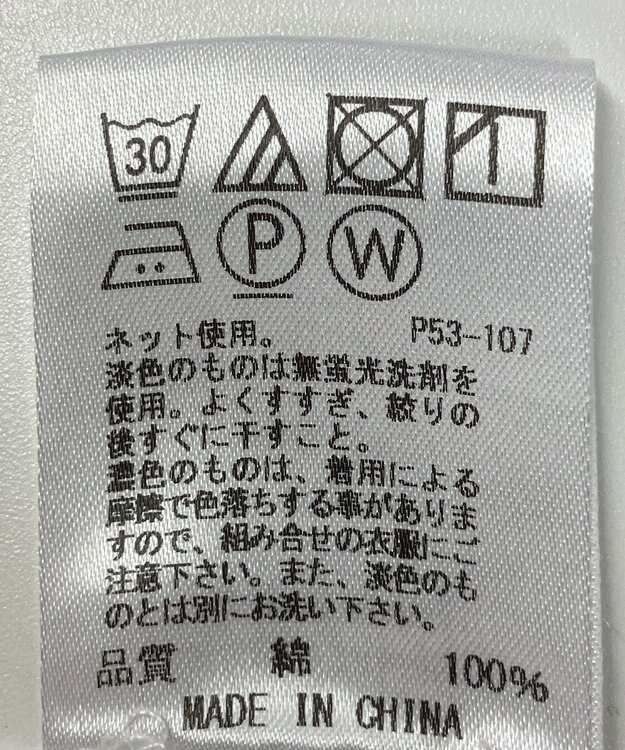 30
P W
ネット使用。 P53-107
淡色のものは無蛍光洗剤を
使用。よくすすぎ、絞りの
後すぐに干すこと。
濃色のものは、着用による
摩擦で色落ちする事がありま
すので、組み合せの衣服にご
注意下さい。また、淡色のも
のとは別にお洗い下さい。
品質 綿 100%
MADE IN CHINA